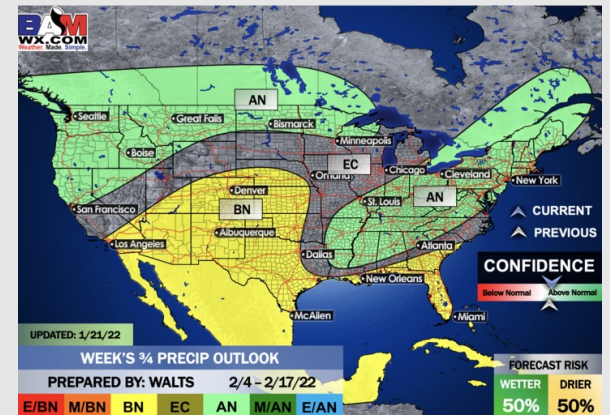 BAM
WX.COM
Weather. Made. Simple.
AN
Seattle
Great Falls
Bismarck
Minneapolis
Boise
EC
Omaha
Chicago
Cleveland
New York
Denver
St. Louis
AN
San Francisco
BN
CURRENT
Albuquerque
PREVIOUS
Los Angeles
Atlanta
Dallas
CONFIDENCE
New Orleans
Below Normal
Above Normal
McAllen
Miami
UPDATED: 1/21/22
WEEK'S ¾ PRECIP OUTLOOK
FORECAST RISK
PREPARED BY: WALTS 2/4 – 2/17/22
WETTER
DRIER
50%
50%
E/BN M/BN BN EC AN M/AN E/AN